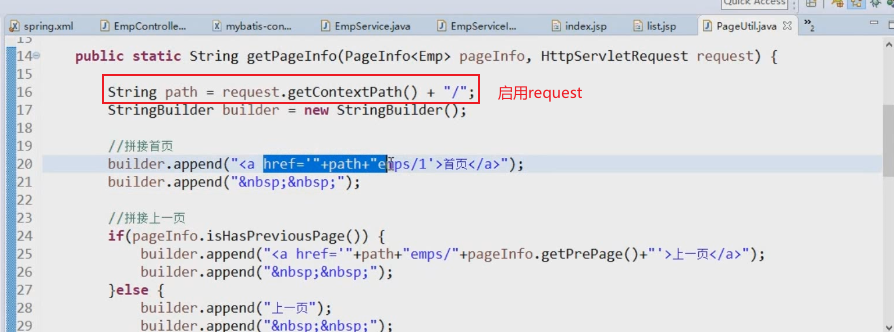 Quick Access
spring.xml EmpControlle... mybatis-con... EmpService.java EmpServiceI... index.jsp list.jsp PageUtil.java »2
13
14 public static String getPageInfo(PageInfo<Emp> pageInfo, HttpServletRequest request) {
15
16 String path = request.getContextPath() + "/"; 启用request
17 StringBuilder builder = new StringBuilder();
18
19 //拼接首页
20 builder.append("<a href='"+path+"emps/1'>首页</a>");
21 builder.append("&nbsp;&nbsp;");
22
23 //拼接上一页
24 if(pageInfo.isHasPreviousPage()) {
25 builder.append("<a href='"+path+"emps/"+pageInfo.getPrePage()+"'>上一页</a>");
26 builder.append("&nbsp;&nbsp;");
27 }else {
28 builder.append("上一页");
29 builder.append("&nbsp;&nbsp;");